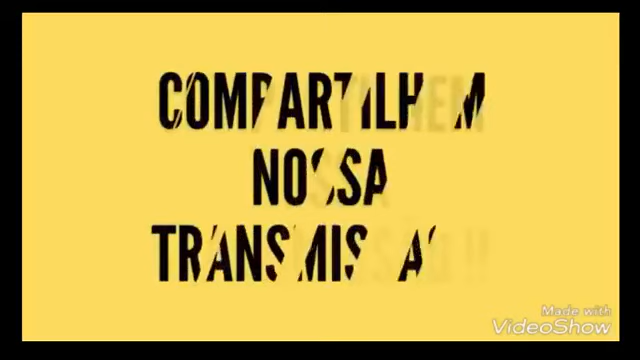 COMPARTILHEM
NOSSA
TRANSMISSÃO !!
Made with
VideoShow